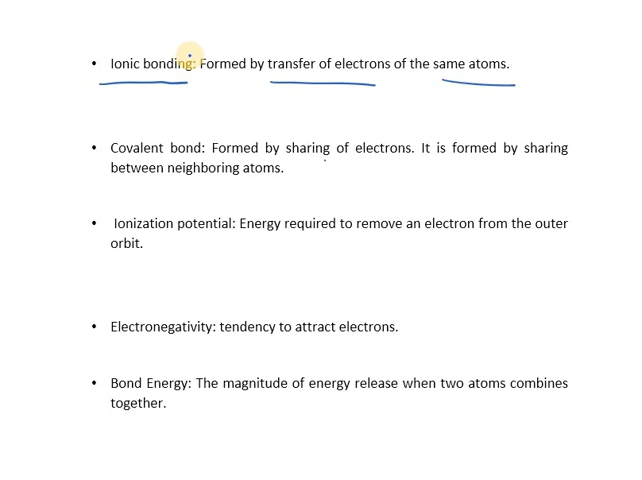 • Ionic bonding: Formed by transfer of electrons of the same atoms.
• Covalent bond: Formed by sharing of electrons. It is formed by sharing
between neighboring atoms.
• Ionization potential: Energy required to remove an electron from the outer
orbit.
• Electronegativity: tendency to attract electrons.
• Bond Energy: The magnitude of energy release when two atoms combines
together.